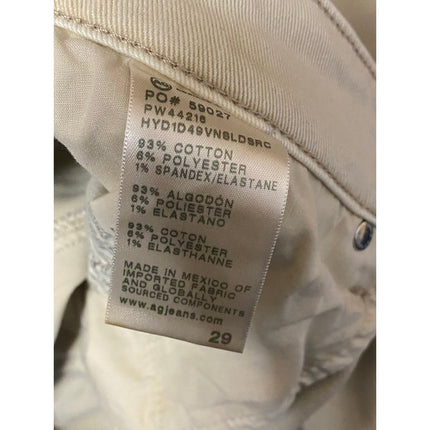 PO# 59027
PW44216
HYD1D49VNSLDSRC
93% COTTON
6% POLYESTER
1% SPANDEX/ELASTANE
93% ALGODÓN
6% POLIESTER
1% ELASTANO
93% COTON
6% POLYESTER
1% ELASTHANNE
MADE IN MEXICO OF
IMPORTED FABRIC
AND GLOBALLY
SOURCED COMPONENTS
www.agjeans.com
29